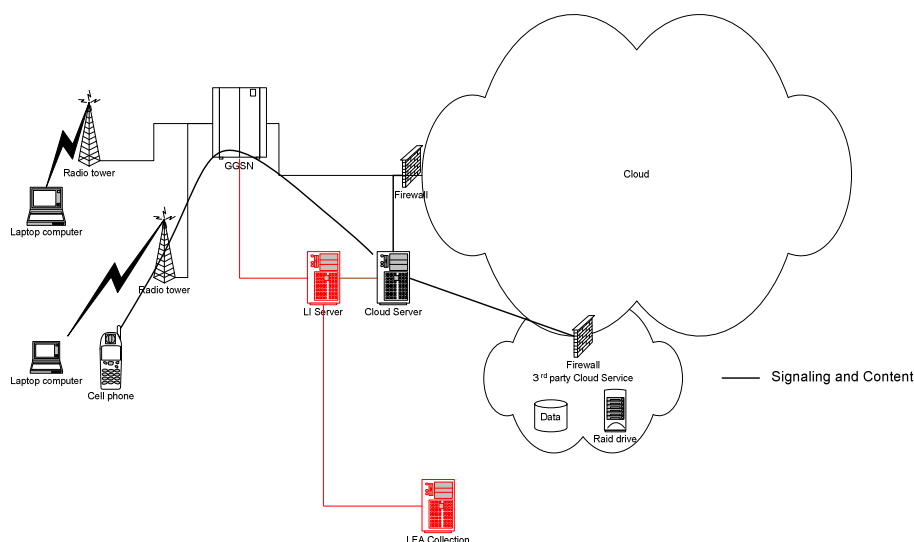 GGSN
Radio tower
Cloud
Firewall
Laptop computer
Radio tower
LI Server
Cloud Server
Firewall
3rd party Cloud Service
Laptop computer
Cell phone
Signaling and Content
Data
Raid drive
LEA Collection